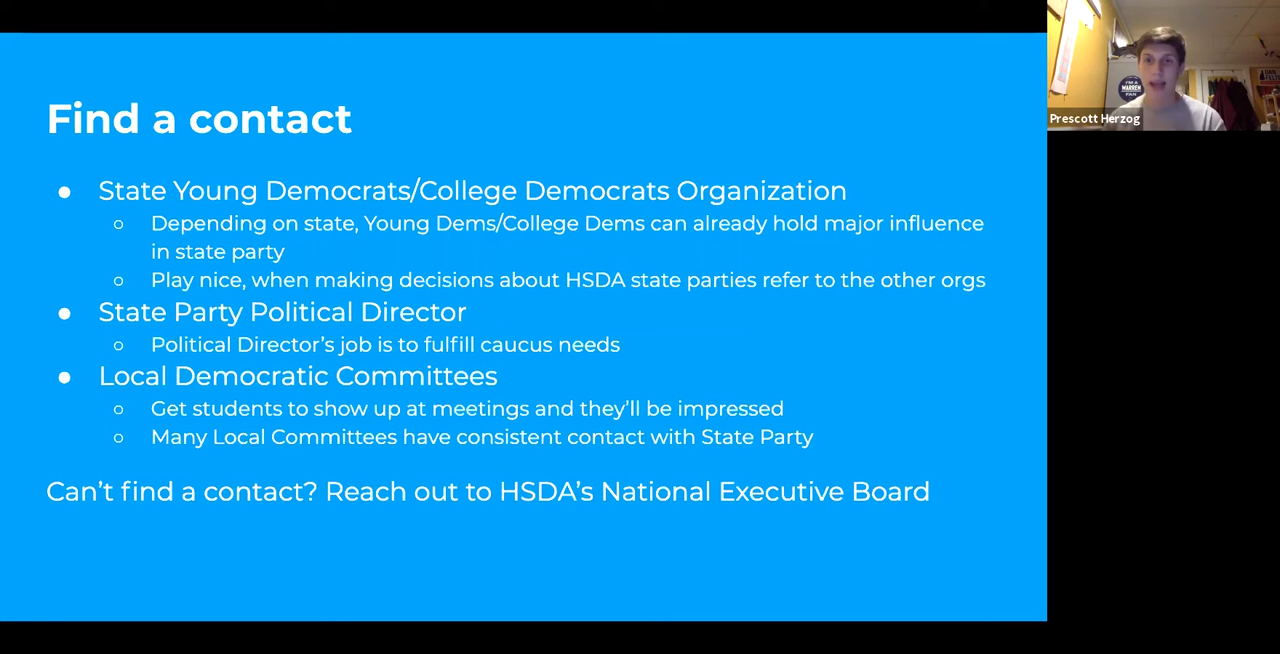 Find a contact
● State Young Democrats/College Democrats Organization
○ Depending on state, Young Dems/College Dems can already hold major influence
in state party
○ Play nice, when making decisions about HSDA state parties refer to the other orgs
● State Party Political Director
○ Political Director’s job is to fulfill caucus needs
● Local Democratic Committees
○ Get students to show up at meetings and they’ll be impressed
○ Many Local Committees have consistent contact with State Party
Can’t find a contact? Reach out to HSDA’s National Executive Board
I'M A
WARREN
FAN
Prescott Herzog